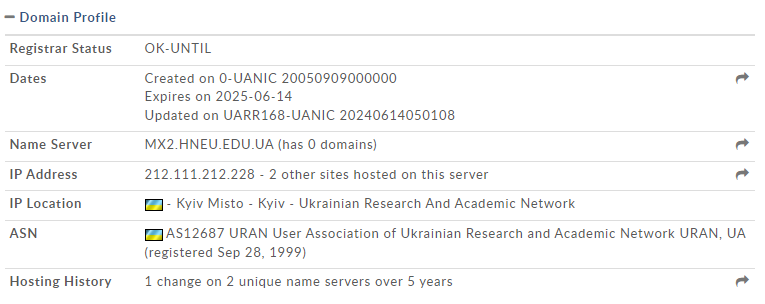 Domain Profile
Registrar Status OK-UNTIL
Dates Created on 0-UANIC 20050909000000
Expires on 2025-06-14
Updated on UARR168-UANIC 20240614050108
Name Server MX2.HNEU.EDU.UA (has 0 domains)
IP Address 212.111.212.228 - 2 other sites hosted on this server
IP Location - Kyiv Misto - Kyiv - Ukrainian Research And Academic Network
ASN AS12687 URAN User Association of Ukrainian Research and Academic Network URAN, UA
(registered Sep 28, 1999)
Hosting History 1 change on 2 unique name servers over 5 years